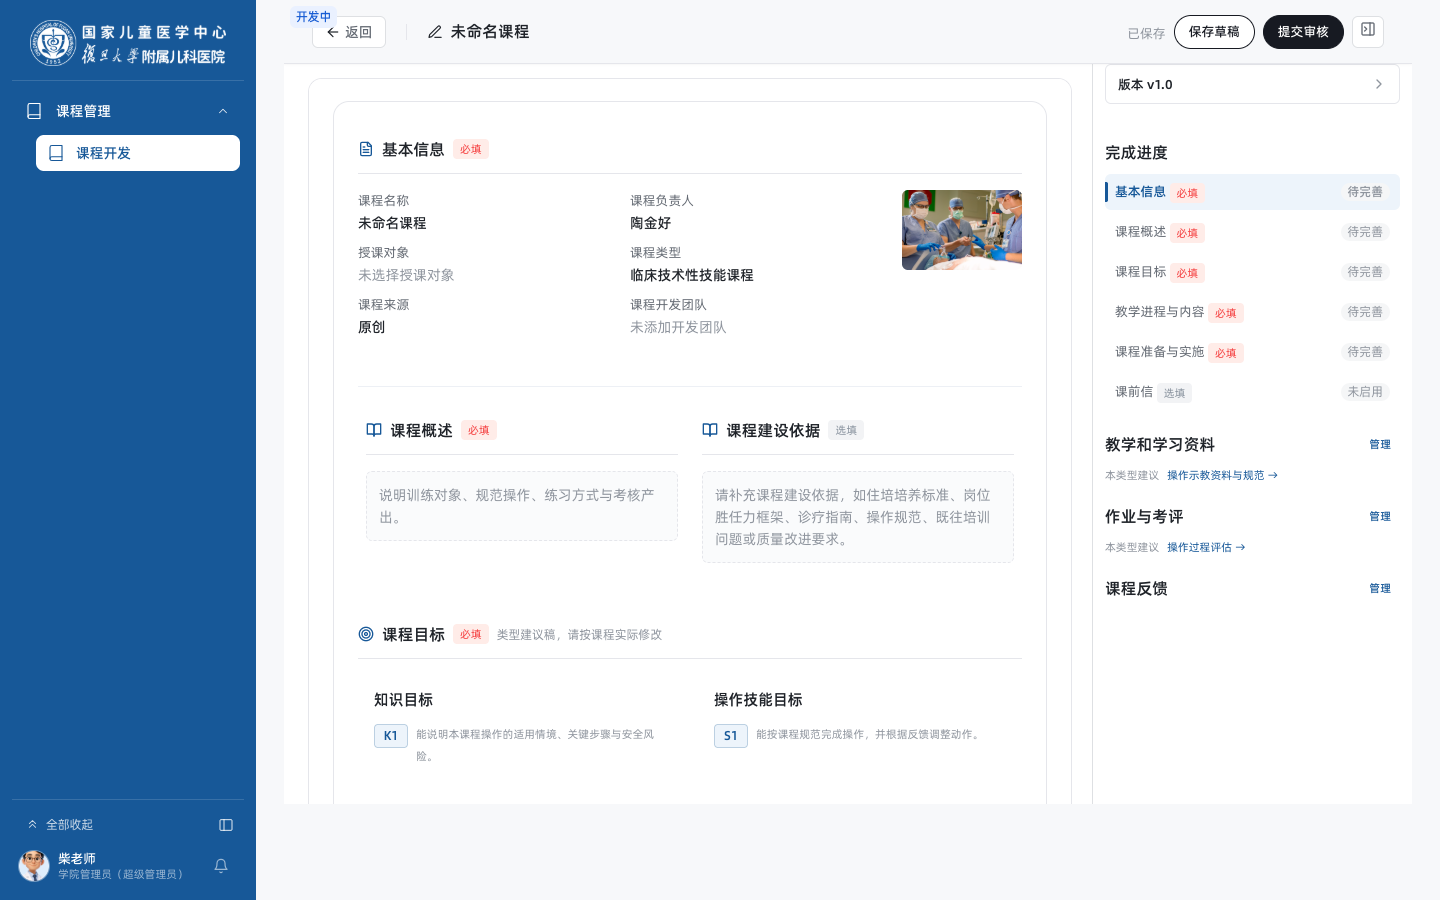 国家儿童医学中心
復旦大学附属儿科医院
课程管理
课程开发
全部收起
柴老师
学院管理员（超级管理员）
开发中
返回
未命名课程
已保存
保存草稿
提交审核
基本信息 必填
课程名称
未命名课程
课程负责人
陶金好
授课对象
未选择授课对象
课程类型
临床技术性技能课程
课程来源
原创
课程开发团队
未添加开发团队
课程概述 必填
说明训练对象、规范操作、练习方式与考核产
出。
课程建设依据 选填
请补充课程建设依据，如住培培养标准、岗位
胜任力框架、诊疗指南、操作规范、既往培训
问题或质量改进要求。
课程目标 必填 类型建议稿，请按课程实际修改
知识目标
K1 能说明本课程操作的适用情境、关键步骤与安全风
险。
操作技能目标
S1 能按课程规范完成操作，并根据反馈调整动作。
版本 v1.0
完成进度
基本信息 必填 待完善
课程概述 必填 待完善
课程目标 必填 待完善
教学进程与内容 必填 待完善
课程准备与实施 必填 待完善
课前信 选填 未启用
教学和学习资料 管理
本类型建议 操作示教资料与规范 →
作业与考评 管理
本类型建议 操作过程评估 →
课程反馈 管理